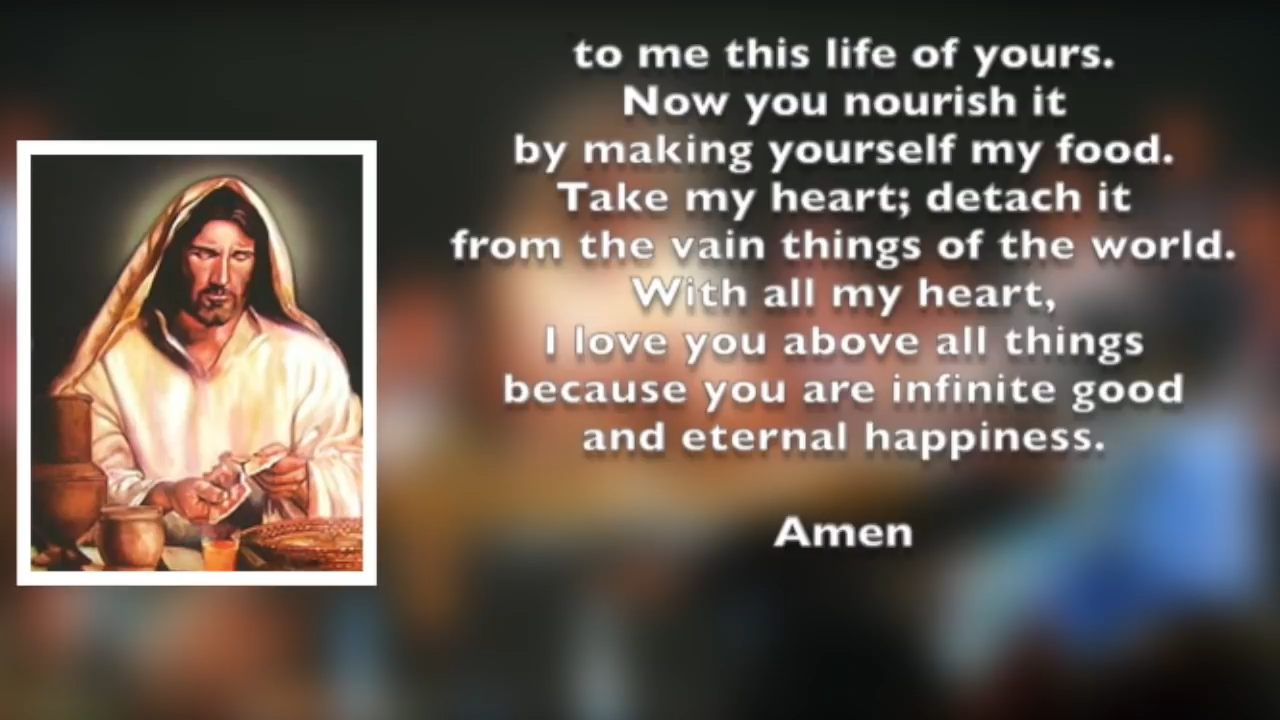 to me this life of yours.
Now you nourish it
by making yourself my food.
Take my heart; detach it
from the vain things of the world.
With all my heart,
I love you above all things
because you are infinite good
and eternal happiness.
Amen